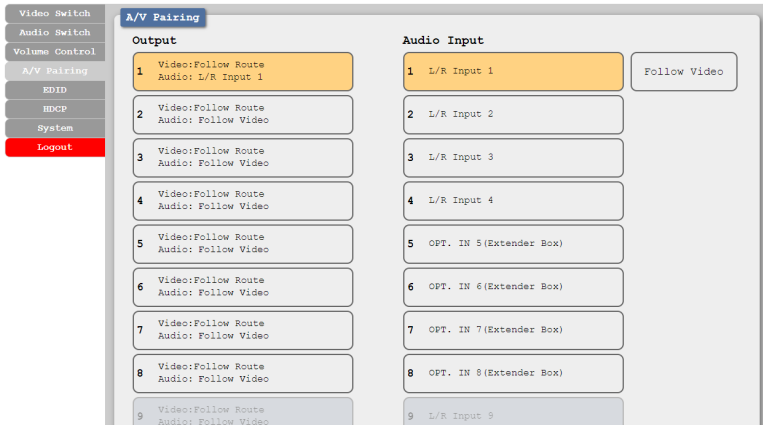 Video Switch
Audio Switch
Volume Control
A/V Pairing
EDID
HDCP
System
Logout
A/V Pairing
Output
Audio Input
1 Video:Follow Route
Audio: L/R Input 1
1 L/R Input 1
Follow Video
2 Video:Follow Route
Audio: Follow Video
2 L/R Input 2
3 Video:Follow Route
Audio: Follow Video
3 L/R Input 3
4 Video:Follow Route
Audio: Follow Video
4 L/R Input 4
5 Video:Follow Route
Audio: Follow Video
5 OPT. IN 5(Extender Box)
6 Video:Follow Route
Audio: Follow Video
6 OPT. IN 6(Extender Box)
7 Video:Follow Route
Audio: Follow Video
7 OPT. IN 7(Extender Box)
8 Video:Follow Route
Audio: Follow Video
8 OPT. IN 8(Extender Box)
9 Video:Follow Route
Audio: Follow Video
9 L/R Input 9